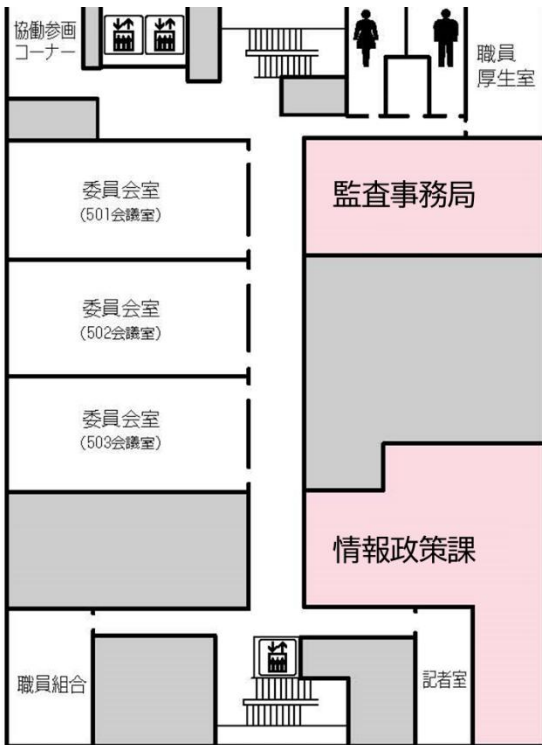 協働参画
コーナー
職員
厚生室
委員会室
(501会議室)
監査事務局
委員会室
(502会議室)
委員会室
(503会議室)
情報政策課
職員組合
記者室